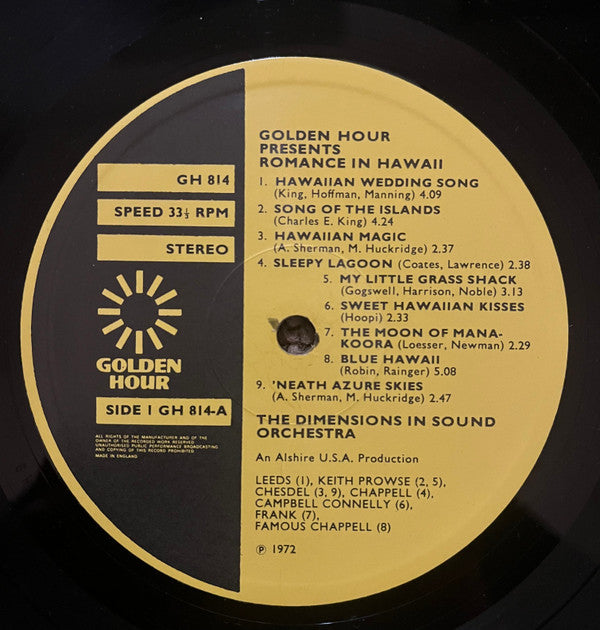 GOLDEN HOUR
PRESENTS
ROMANCE IN HAWAII
1. HAWAIIAN WEDDING SONG
(King, Hoffman, Manning) 4.09
2. SONG OF THE ISLANDS
(Charles E. King) 4.24
3. HAWAIIAN MAGIC
(A. Sherman, M. Huckridge) 2.37
4. SLEEPY LAGOON (Coates, Lawrence) 2.38
5. MY LITTLE GRASS SHACK
(Gogswell, Harrison, Noble) 3.13
6. SWEET HAWAIIAN KISSES
(Hoopi) 2.33
7. THE MOON OF MANA-
KOORA (Loesser, Newman) 2.29
8. BLUE HAWAII
(Robin, Rainger) 5.08
9. 'NEATH AZURE SKIES
(A. Sherman, M. Huckridge) 2.47
THE DIMENSIONS IN SOUND
ORCHESTRA
An Alshire U.S.A. Production
LEEDS (1), KEITH PROWSE (2, 5),
CHESDEL (3, 9), CHAPPELL (4),
CAMPBELL CONNELLY (6),
FRANK (7),
FAMOUS CHAPPELL (8)
℗ 1972
GH 814
SPEED 33⅓ RPM
STEREO
GOLDEN
HOUR
SIDE 1 GH 814-A
ALL RIGHTS OF THE MANUFACTURER AND OF THE
OWNER OF THE RECORDED WORK RESERVED
UNAUTHORISED PUBLIC PERFORMANCE BROADCASTING
AND COPYING OF THIS RECORD PROHIBITED
MADE IN ENGLAND